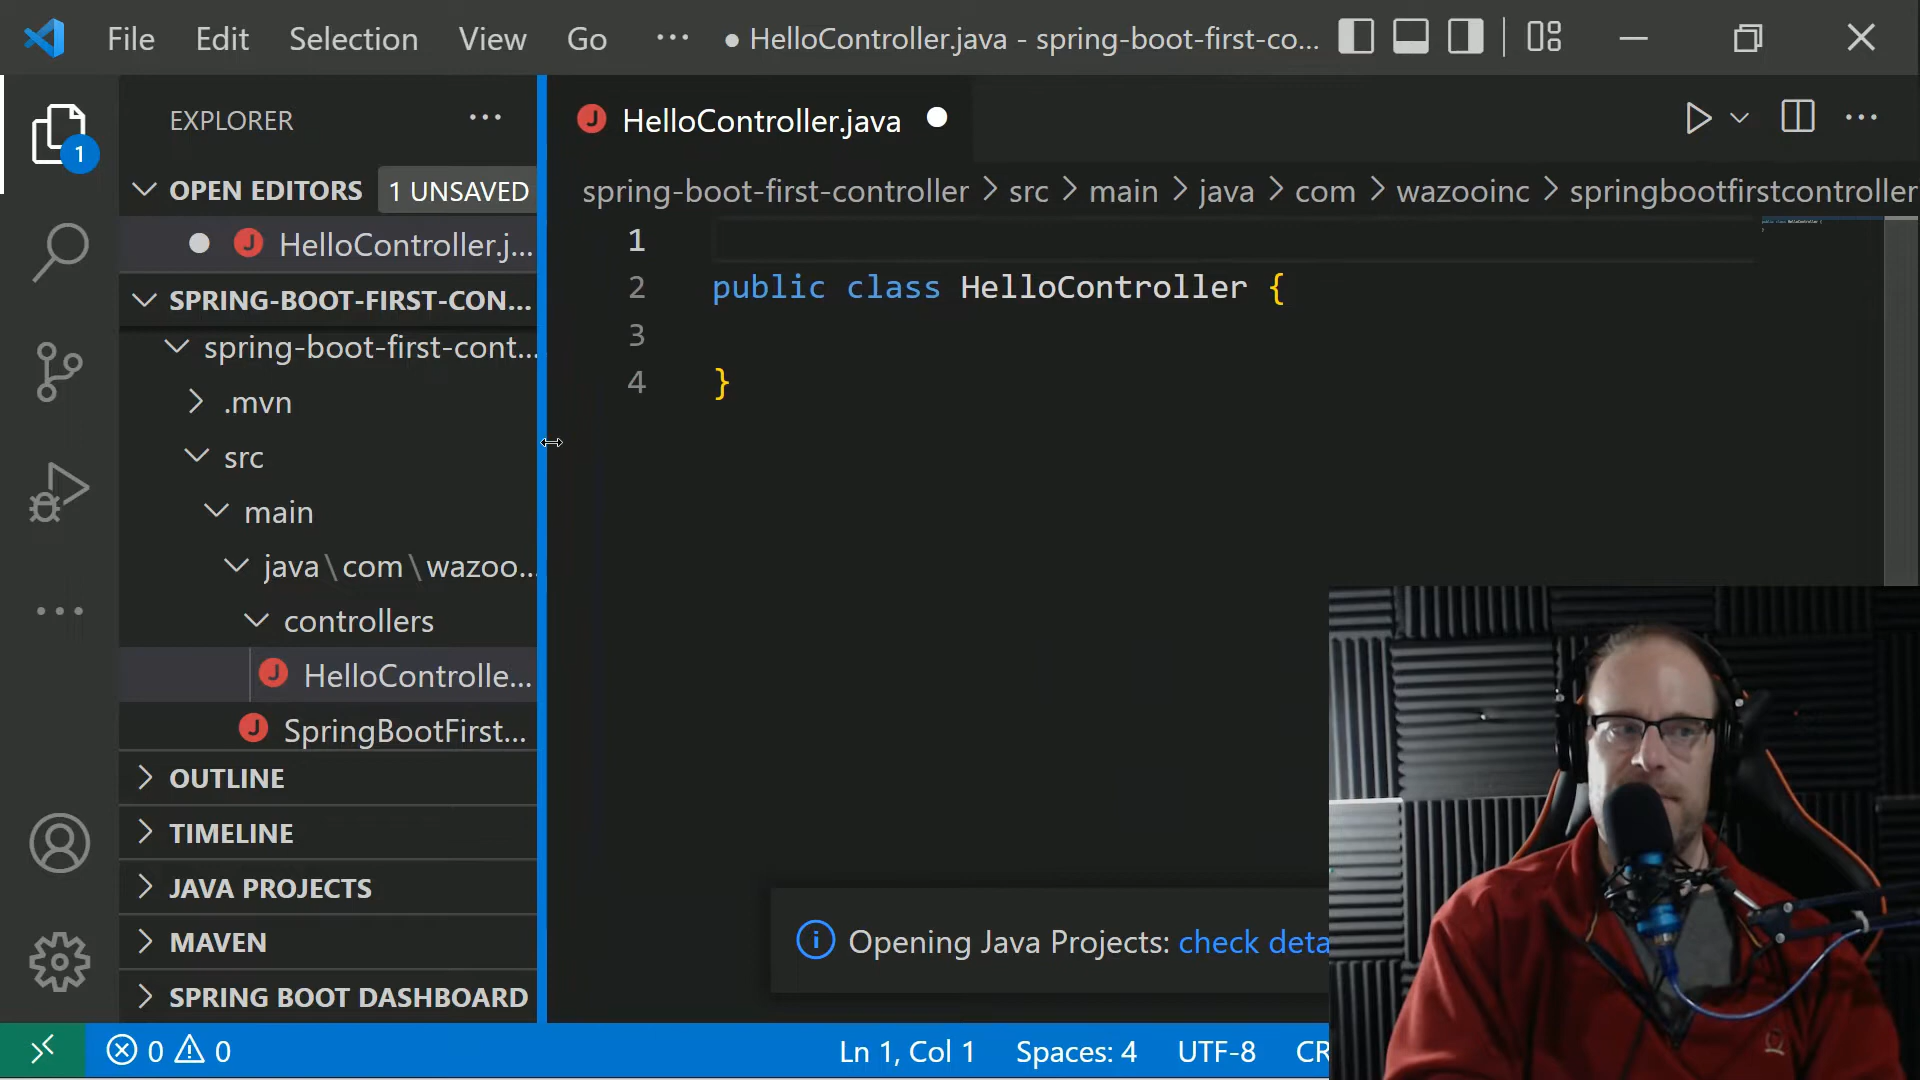 File Edit Selection View Go ··· ● HelloController.java - spring-boot-first-co...
EXPLORER ···
OPEN EDITORS 1 UNSAVED
HelloController.j...
SPRING-BOOT-FIRST-CON...
spring-boot-first-cont...
.mvn
src
main
java\com\wazoo...
controllers
HelloControlle...
SpringBootFirst...
OUTLINE
TIMELINE
JAVA PROJECTS
MAVEN
SPRING BOOT DASHBOARD
1
HelloController.java
spring-boot-first-controller > src > main > java > com > wazooinc > springbootfirstcontroller
1
2 public class HelloController {
3
4 }
Opening Java Projects: check deta
0 0 Ln 1, Col 1 Spaces: 4 UTF-8 CR